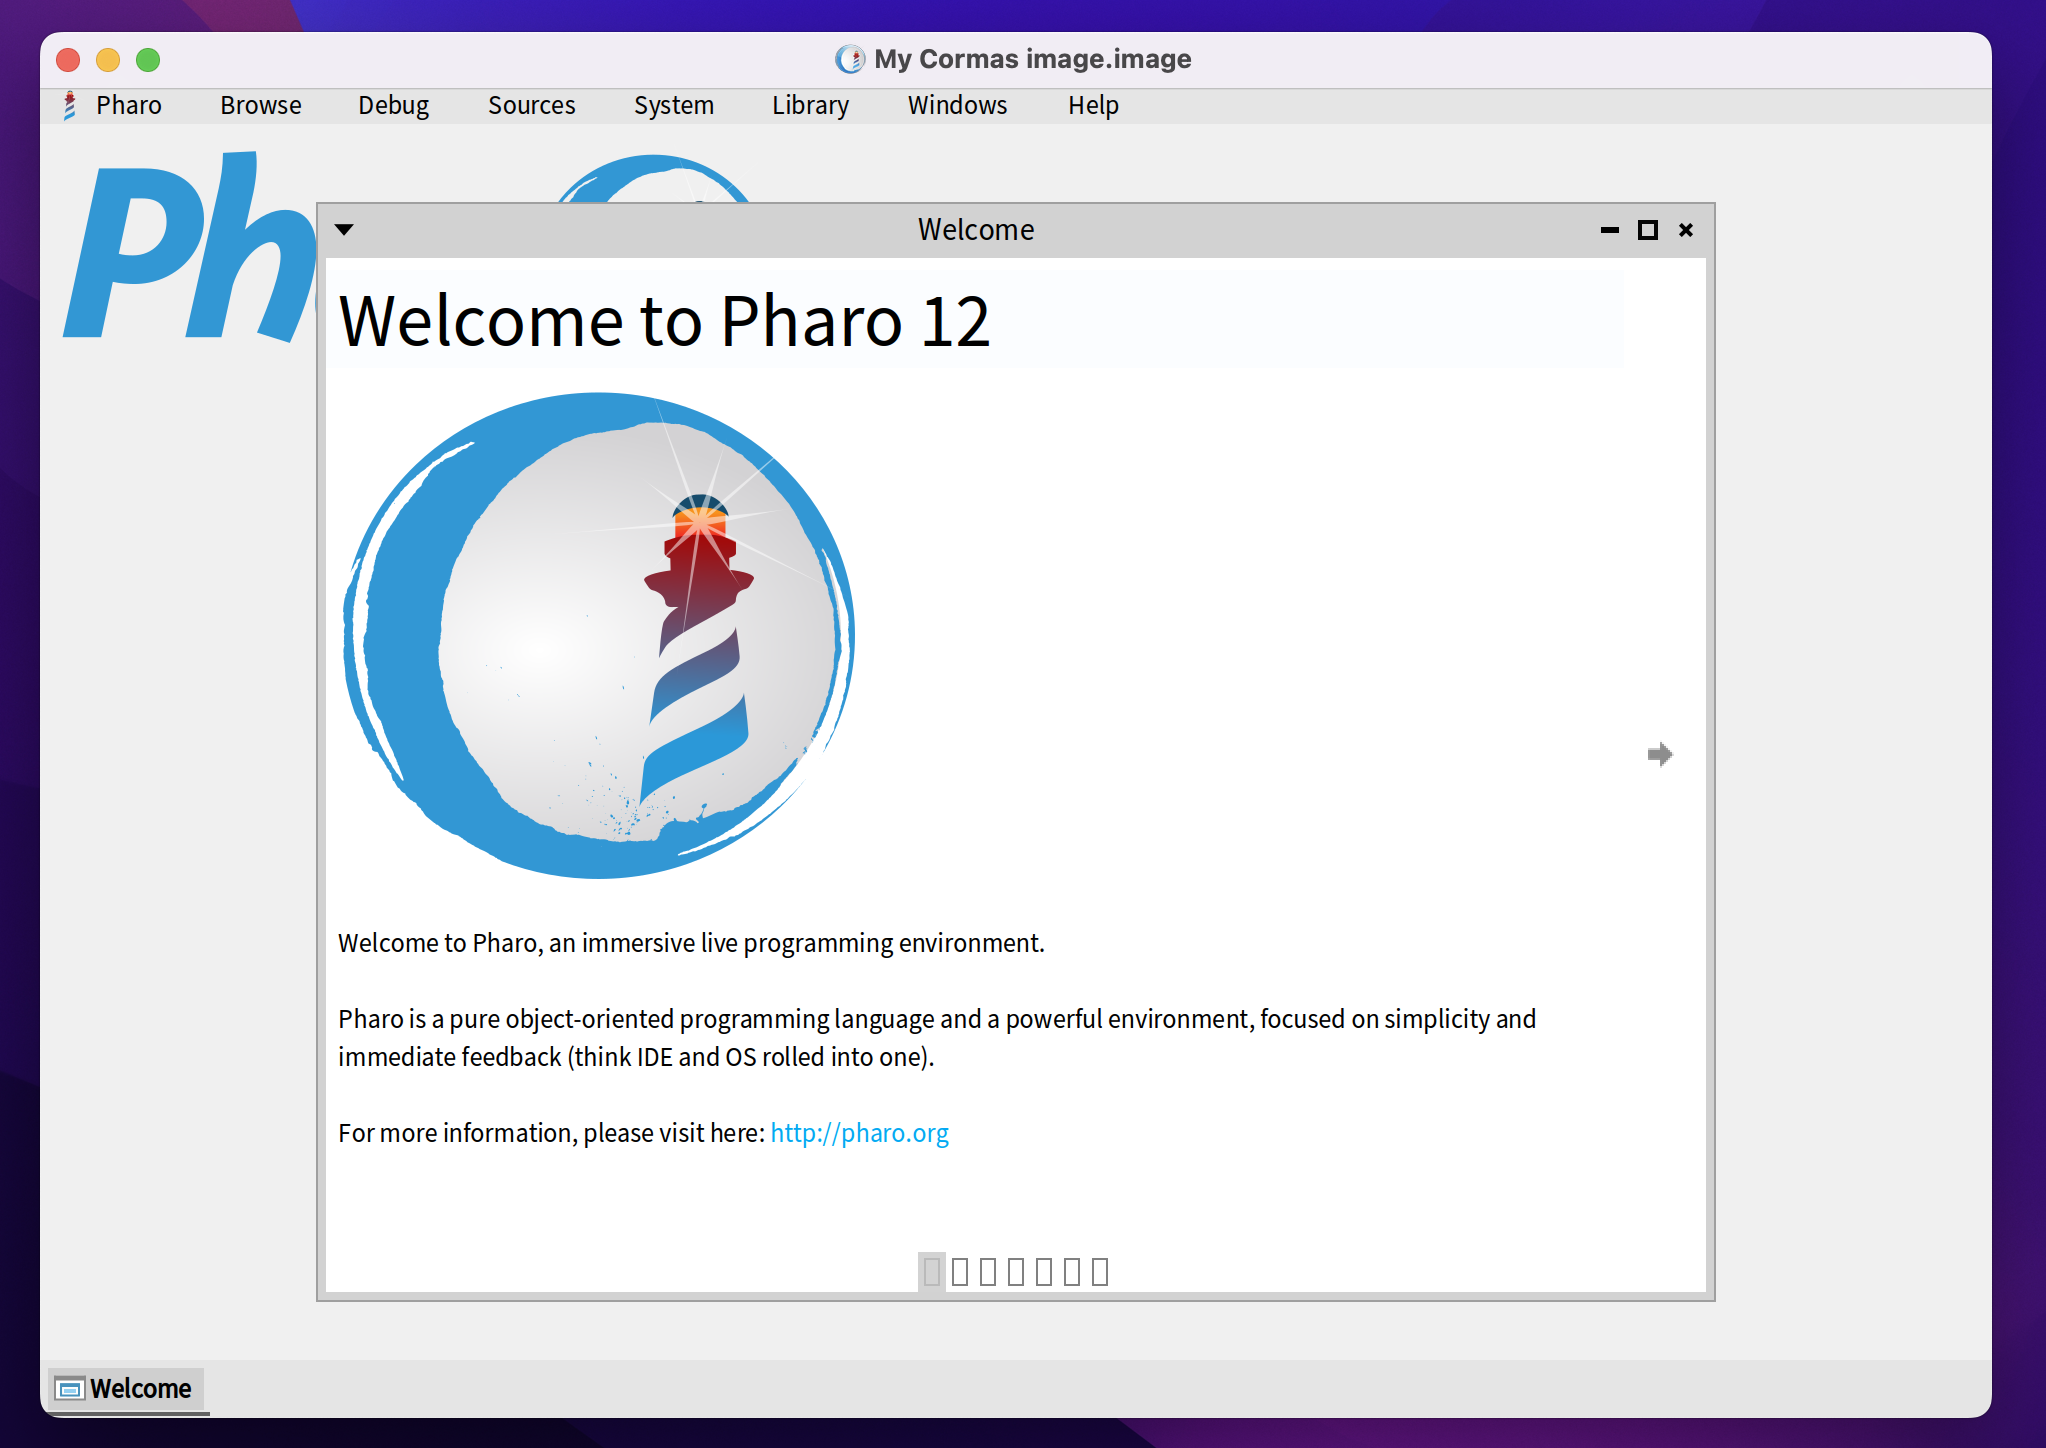 My Cormas image.image
Pharo Browse Debug Sources System Library Windows Help
Ph
Welcome
Welcome to Pharo 12
Welcome to Pharo, an immersive live programming environment.
Pharo is a pure object-oriented programming language and a powerful environment, focused on simplicity and
immediate feedback (think IDE and OS rolled into one).
For more information, please visit here: http://pharo.org
Welcome